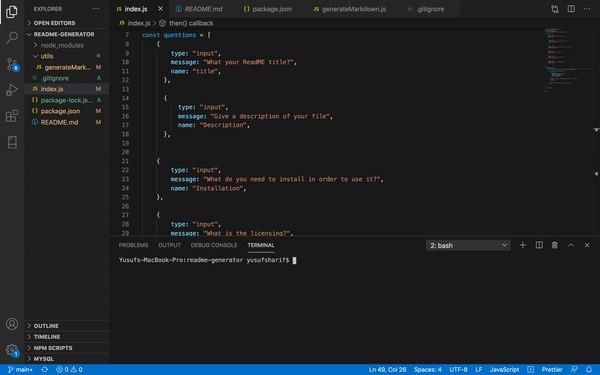 EXPLORER
index.js
README.md
package.json
generateMarkdown.js
.gitignore
OPEN EDITORS
README-GENERATOR
node_modules
utils
generateMark... M
.gitignore A
index.js M
package-lock.js... A
package.json M
README.md M
OUTLINE
TIMELINE
NPM SCRIPTS
MYSQL
index.js > then() callback
7 const questions = [
8 {
9 type: "input",
10 message: "What your ReadME title?",
11 name: "title",
12 },
13
14 {
15 type: "input",
16 message: "Give a description of your file",
17 name: "Description",
18 },
19
20
21 {
22 type: "input",
23 message: "What do you need to install in order to use it?",
24 name: "Installation",
25 },
26
27 {
28 type: "input",
29 message: "What is the licensing?",
PROBLEMS OUTPUT DEBUG CONSOLE TERMINAL 2: bash
Yusufs-MacBook-Pro:readme-generator yusufsharif$
6
1
main+ 0 0 Ln 49, Col 26 Spaces: 4 UTF-8 LF JavaScript Prettier